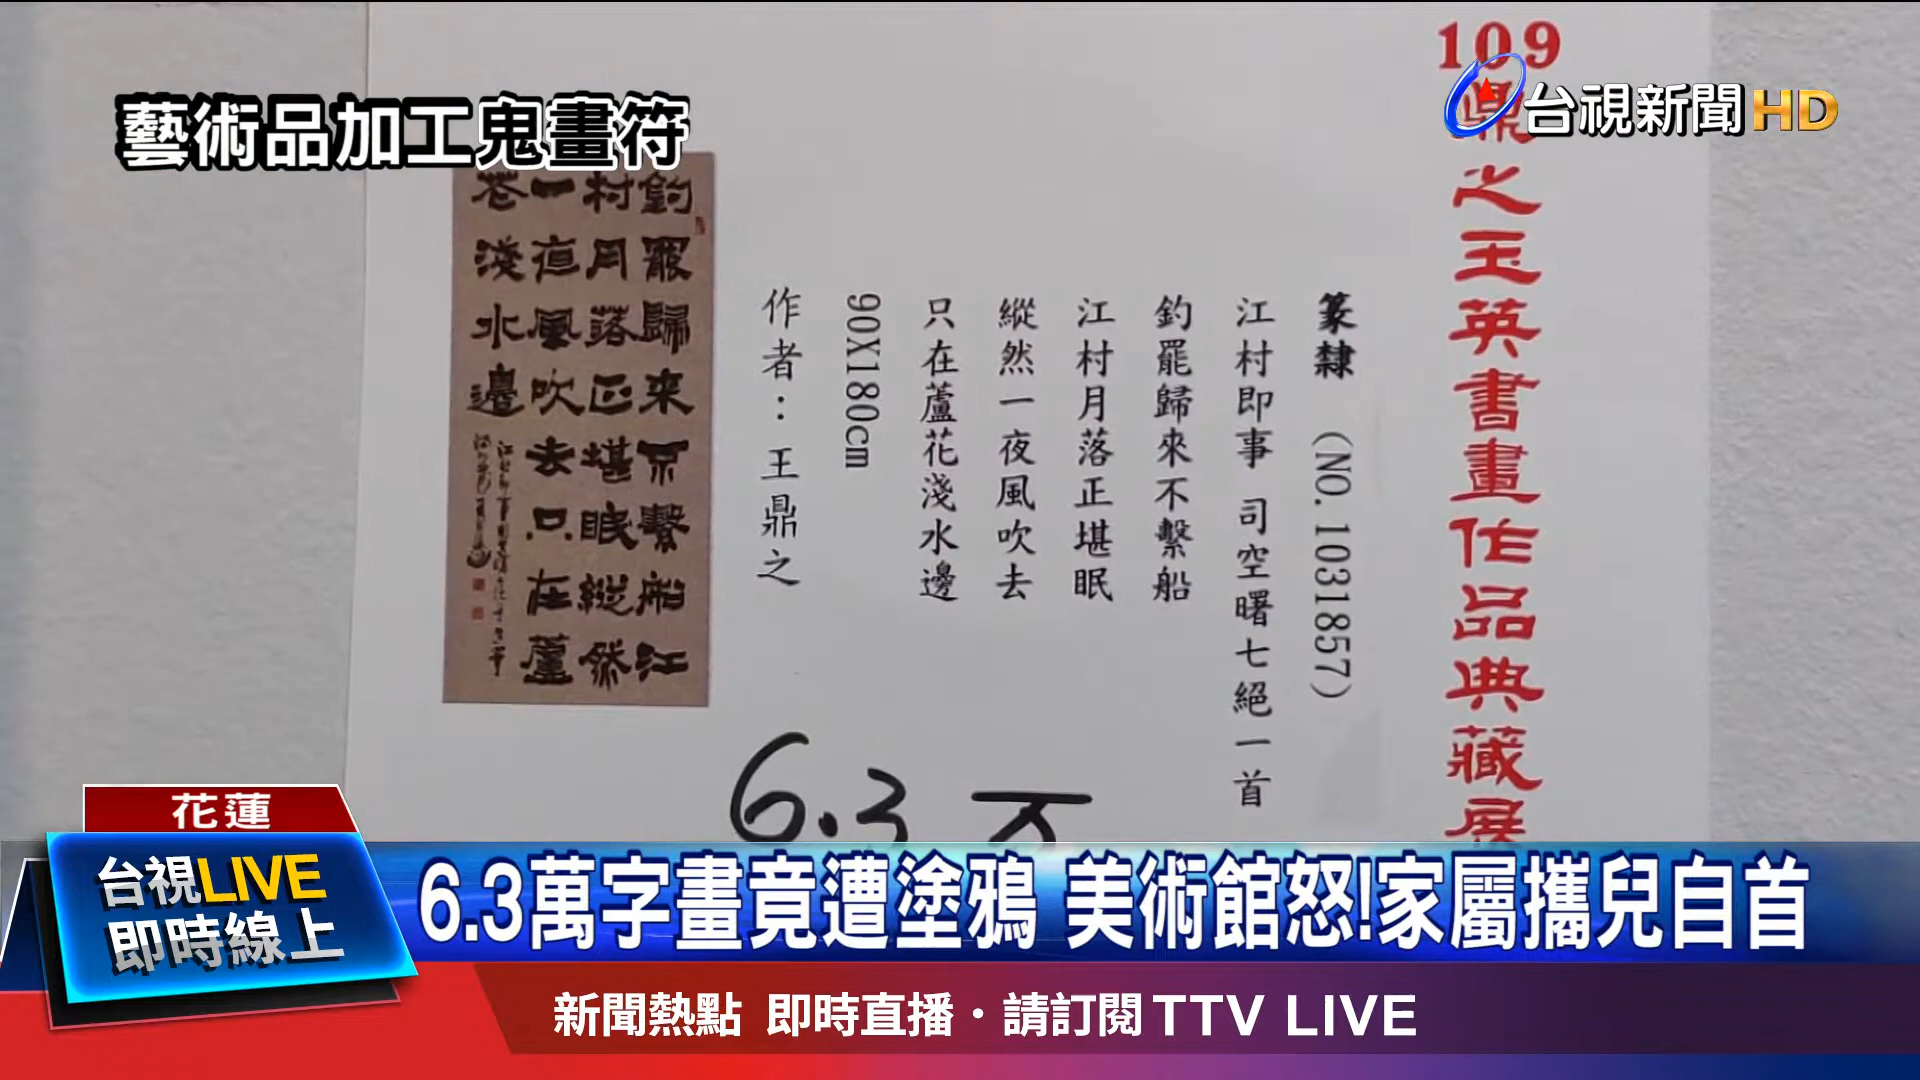 藝術品加工鬼畫符
台視新聞HD
109鼎之王英書畫作品典藏展
篆隸 (NO.1031857)
江村即事 司空曙七絕一首
釣罷歸來不繫船
江村月落正堪眠
縱然一夜風吹去
只在蘆花淺水邊
90X180cm
作者：王鼎之
釣罷歸來不繫船江
村月落正堪眠縱然
一夜風吹去只在蘆
花淺水邊
6.3
花蓮
台視LIVE
即時線上
6.3萬字畫竟遭塗鴉 美術館怒!家屬攜兒自首
新聞熱點 即時直播·請訂閱TTV LIVE